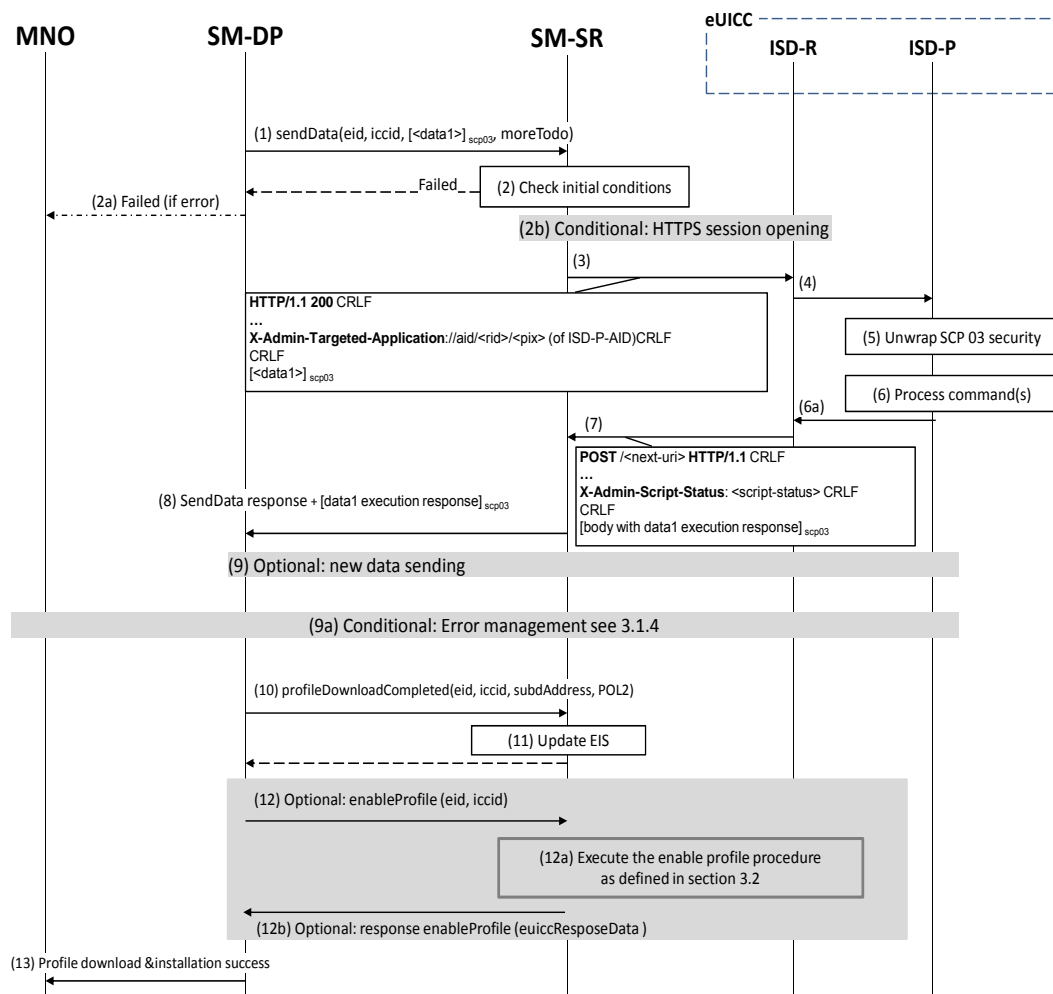 eUICC
MNO
SM-DP
SM-SR
ISD-R
ISD-P
(1) sendData(eid, iccid, [<data1>] scp03, moreTodo)
Failed
(2) Check initial conditions
(2a) Failed (if error)
(2b) Conditional: HTTPS session opening
(3)
(4)
HTTP/1.1 200 CRLF
…
X-Admin-Targeted-Application://aid/<rid>/<pix> (of ISD-P-AID)CRLF
CRLF
[<data1>] scp03
(5) Unwrap SCP 03 security
(6) Process command(s)
(6a)
(7)
POST /<next-uri> HTTP/1.1 CRLF
…
X-Admin-Script-Status: <script-status> CRLF
CRLF
[body with data1 execution response] scp03
(8) SendData response + [data1 execution response] scp03
(9) Optional: new data sending
(9a) Conditional: Error management see 3.1.4
(10) profileDownloadCompleted(eid, iccid, subdAddress, POL2)
(11) Update EIS
(12) Optional: enableProfile (eid, iccid)
(12a) Execute the enable profile procedure
as defined in section 3.2
(12b) Optional: response enableProfile (euiccResposeData )
(13) Profile download &installation success